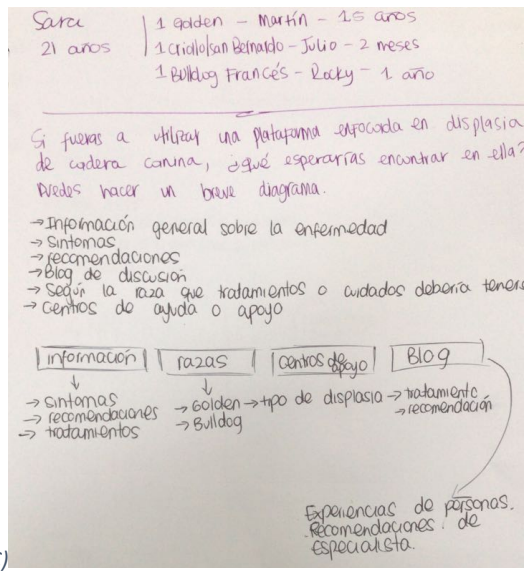 Sara
21 años
1 Golden – Martín – 15 años
1 criollo/san Bernardo – Julio – 2 meses
1 Bulldog Francés – Rocky – 1 año
Si fueras a utilizar una plataforma enfocada en displasia
de cadera canina, ¿qué esperarías encontrar en ella?
Puedes hacer un breve diagrama.
→ Información general sobre la enfermedad
→ Sintomas
→ recomendaciones
→ Blog de discusión
→ Según la raza que tratamientos o cuidados debería teners
→ Centros de ayuda o apoyo
información razas Centros de apoyo Blog
→ sintomas
→ recomendaciones
→ tratamientos
→ Golden → tipo de displasia → tratamiento
→ recomendación
→ Bulldog
Experiencias de personas.
Recomendaciones de
especialista.